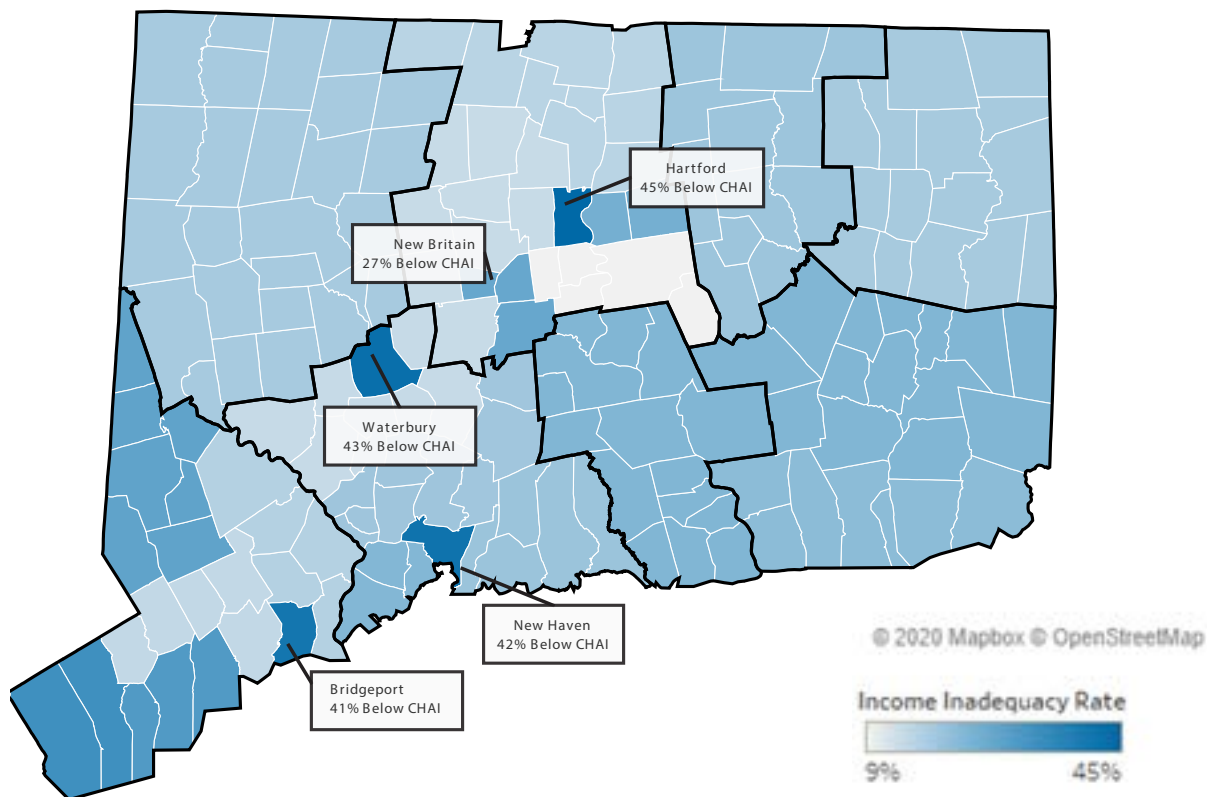 Hartford
45% Below CHAI
New Britain
27% Below CHAI
Waterbury
43% Below CHAI
New Haven
42% Below CHAI
Bridgeport
41% Below CHAI
© 2020 Mapbox © OpenStreetMap
Income Inadequacy Rate
9% 45%